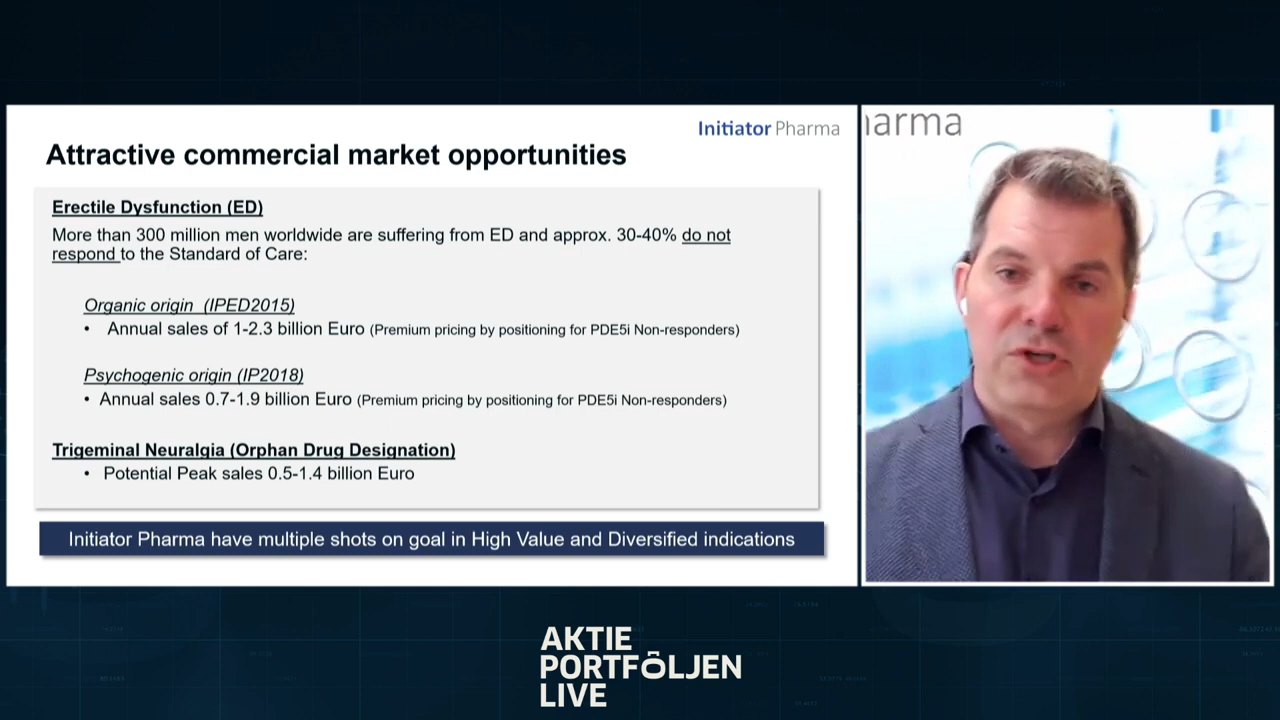 Initiator Pharma
Attractive commercial market opportunities
Erectile Dysfunction (ED)
More than 300 million men worldwide are suffering from ED and approx. 30-40% do not
respond to the Standard of Care:
Organic origin (IPED2015)
• Annual sales of 1-2.3 billion Euro (Premium pricing by positioning for PDE5i Non-responders)
Psychogenic origin (IP2018)
• Annual sales 0.7-1.9 billion Euro (Premium pricing by positioning for PDE5i Non-responders)
Trigeminal Neuralgia (Orphan Drug Designation)
• Potential Peak sales 0.5-1.4 billion Euro
Initiator Pharma have multiple shots on goal in High Value and Diversified indications
arma
AKTIE
PORTFÖLJEN
LIVE